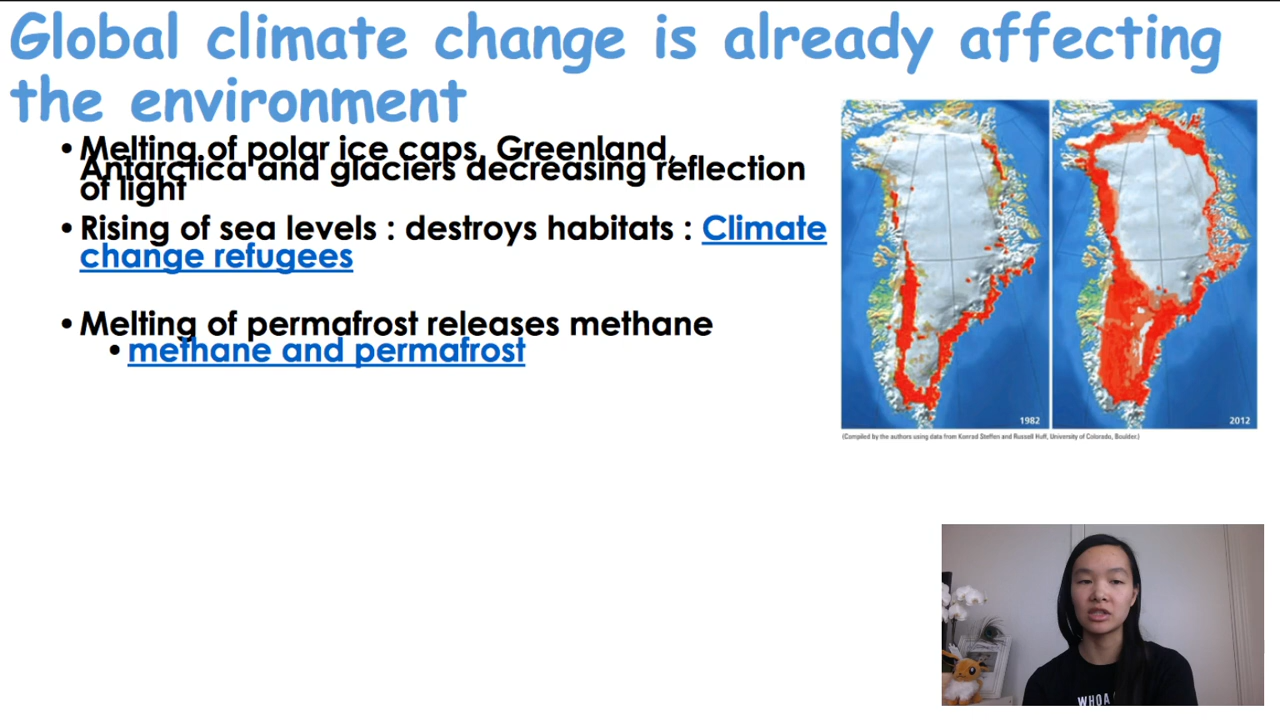 Global climate change is already affecting
the environment
• Melting of polar ice caps, Greenland,
Antarctica and glaciers decreasing reflection
of light
• Rising of sea levels : destroys habitats : Climate
change refugees
• Melting of permafrost releases methane
• methane and permafrost
1982
2012
(Compiled by the authors using data from Konrad Steffen and Russell Huff, University of Colorado, Boulder.)
WHOA